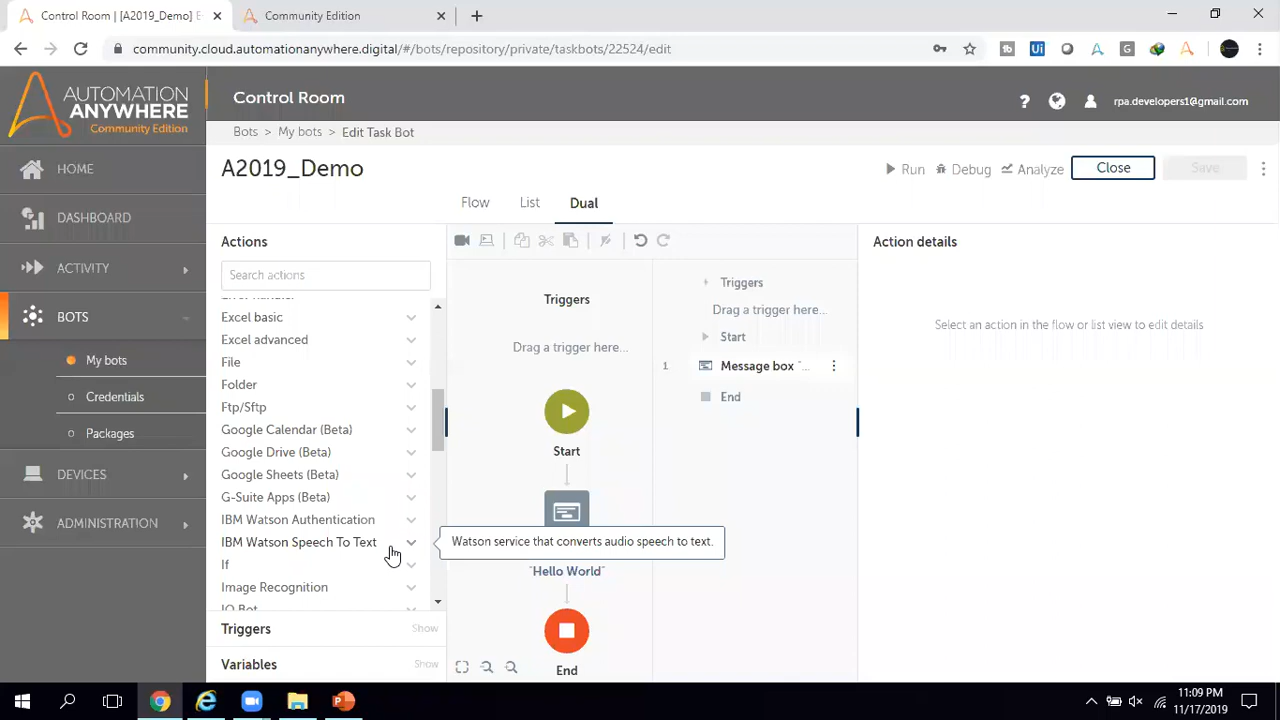 Control Room | [A2019_Demo] E
Community Edition
community.cloud.automationanywhere.digital/#/bots/repository/private/taskbots/22524/edit
AUTOMATION
ANYWHERE
Community Edition
Control Room
rpa.developers1@gmail.com
Bots > My bots > Edit Task Bot
A2019_Demo
Run
Debug
Analyze
Close
Save
HOME
DASHBOARD
ACTIVITY
BOTS
My bots
Credentials
Packages
DEVICES
ADMINISTRATION
Flow
List
Dual
Actions
Search actions
Error handler
Excel basic
Excel advanced
File
Folder
Ftp/Sftp
Google Calendar (Beta)
Google Drive (Beta)
Google Sheets (Beta)
G-Suite Apps (Beta)
IBM Watson Authentication
IBM Watson Speech To Text
If
Image Recognition
IQ Bot
Triggers
Show
Variables
Show
Watson service that converts audio speech to text.
Triggers
Drag a trigger here...
Start
"Hello World"
End
Triggers
Drag a trigger here...
Start
1 Message box "...
End
Action details
Select an action in the flow or list view to edit details
11:09 PM
11/17/2019